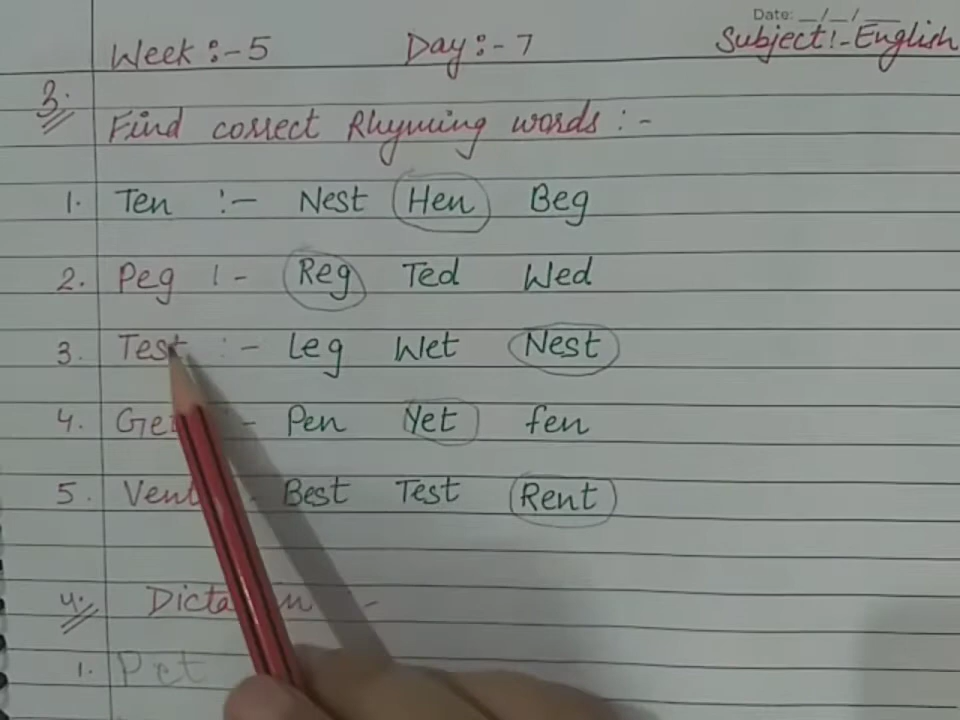 Date: _/_/__
Week :- 5 Day :- 7 Subject :- English
3. Find correct Rhyming words :-
1. Ten :- Nest Hen Beg
2. Peg :- Reg Ted Wed
3. Test :- Leg Wet Nest
4. Pen Yet fen
5. Vent Best Test Rent
4.
1. Pet